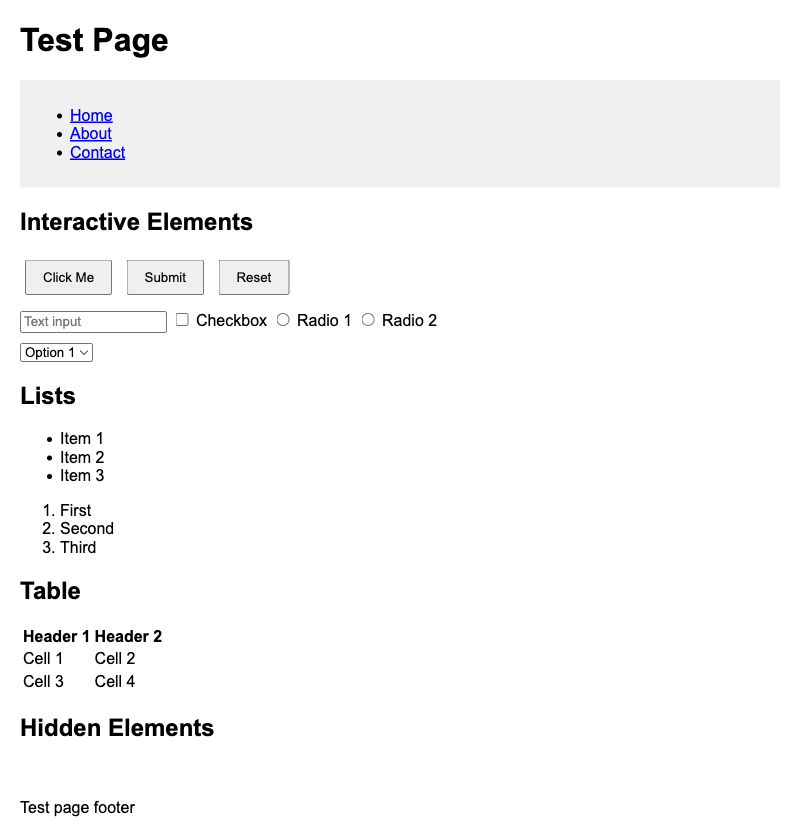 Test Page
Home
About
Contact
Interactive Elements
Click Me Submit Reset
Text input Checkbox Radio 1 Radio 2
Option 1
Lists
Item 1
Item 2
Item 3
1. First
2. Second
3. Third
Table
Header 1 Header 2
Cell 1 Cell 2
Cell 3 Cell 4
Hidden Elements
Test page footer